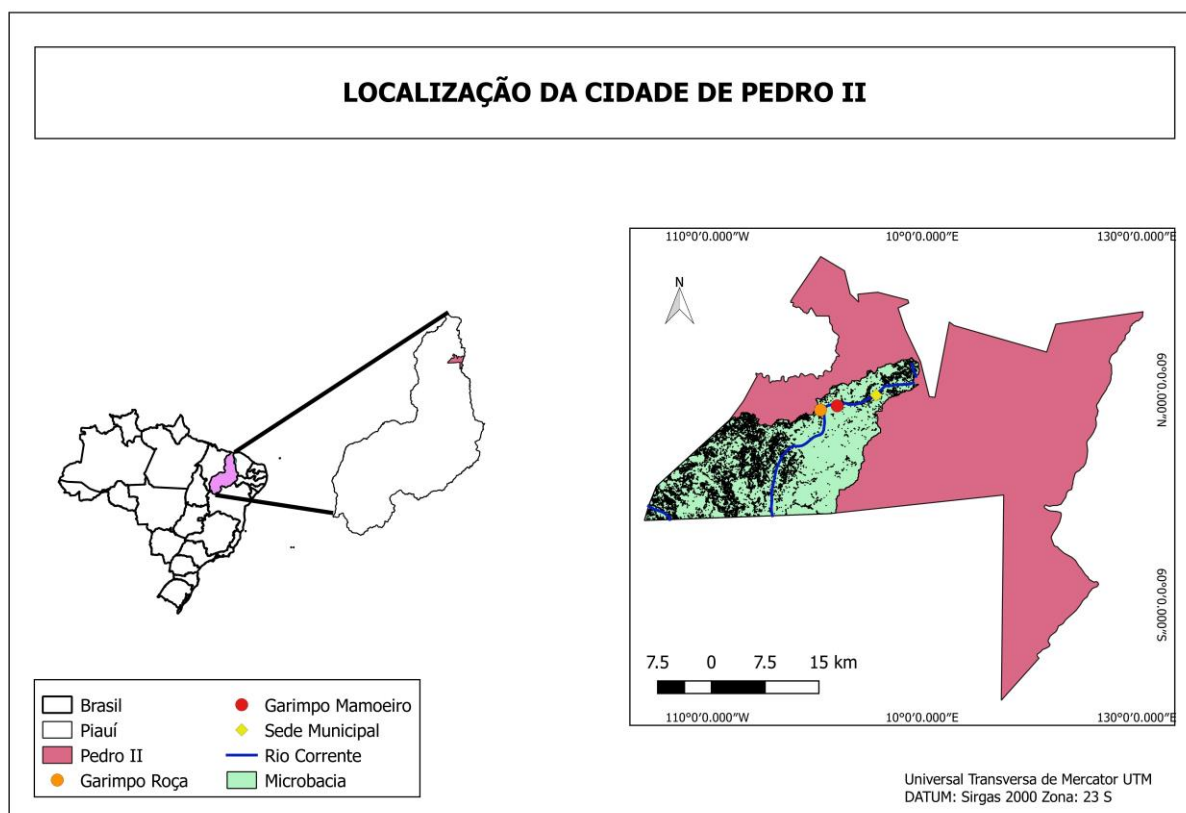 LOCALIZAÇÃO DA CIDADE DE PEDRO II
110°0'0.000"W
10°0'0.000"E
130°0'0.000"E
N
60°0'0.000"N
60°0'0.000"S
7.5 0 7.5 15 km
110°0'0.000"W
10°0'0.000"E
130°0'0.000"E
Brasil
Piauí
Pedro II
Garimpo Roça
Garimpo Mamoeiro
Sede Municipal
Rio Corrente
Microbacia
Universal Transversa de Mercator UTM
DATUM: Sirgas 2000 Zona: 23 S